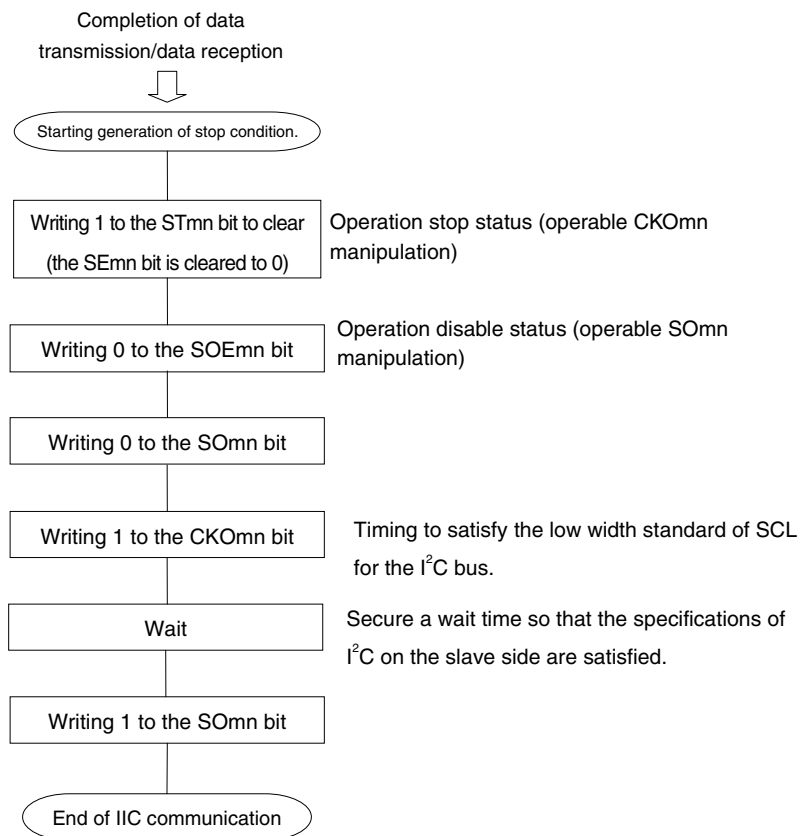 Completion of data
transmission/data reception
Starting generation of stop condition.
Writing 1 to the STmn bit to clear
(the SEmn bit is cleared to 0)
Operation stop status (operable CKOmn
manipulation)
Writing 0 to the SOEmn bit
Operation disable status (operable SOmn
manipulation)
Writing 0 to the SOmn bit
Writing 1 to the CKOmn bit
Timing to satisfy the low width standard of SCL
for the I²C bus.
Wait
Secure a wait time so that the specifications of
I²C on the slave side are satisfied.
Writing 1 to the SOmn bit
End of IIC communication